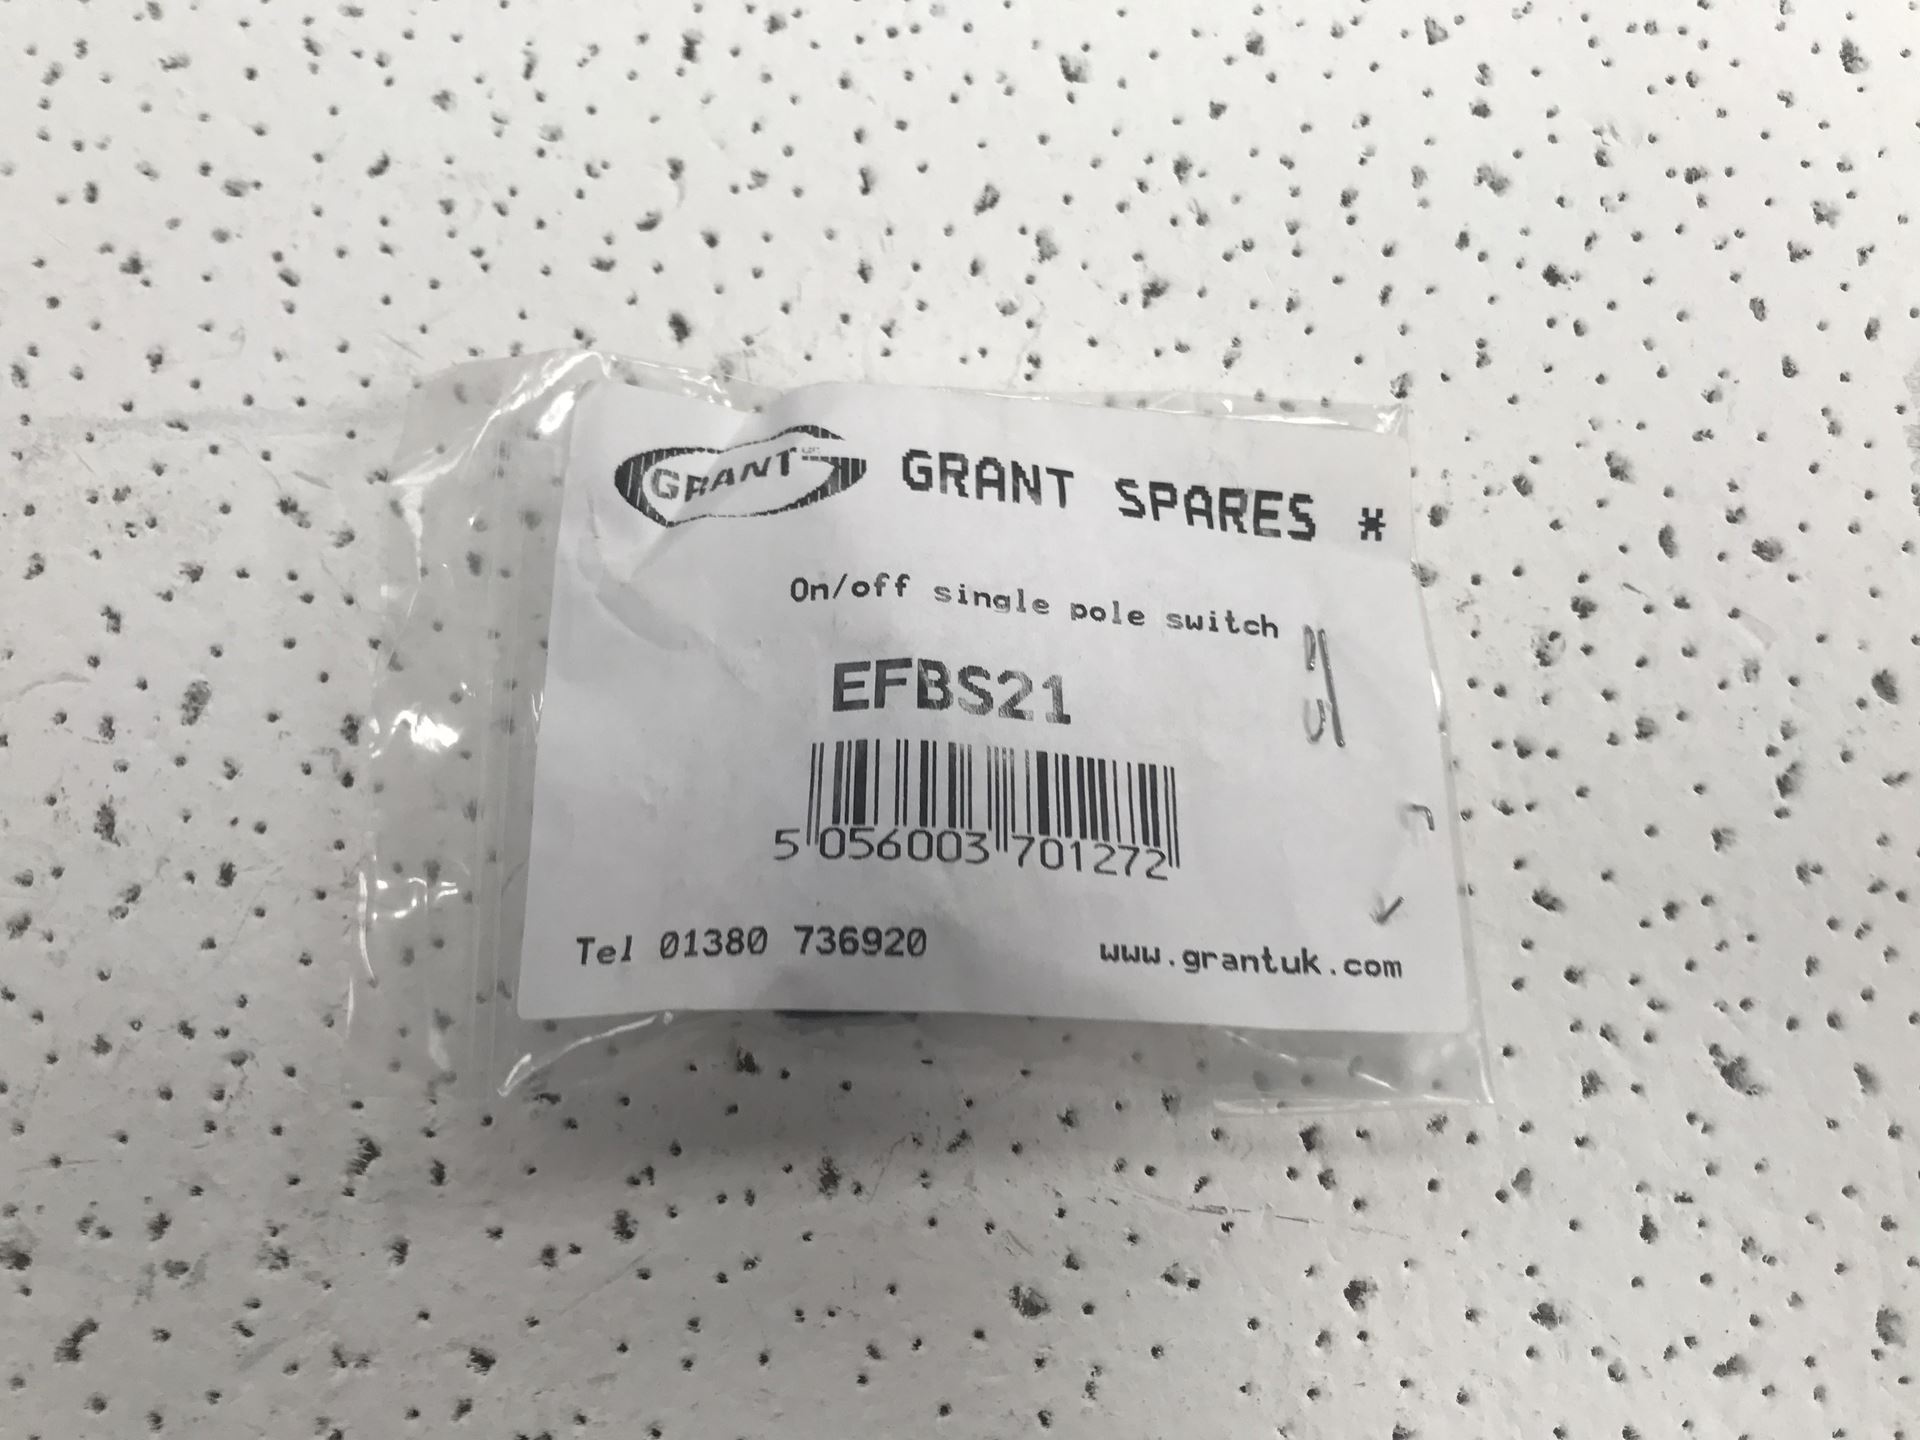 GRANT GRANT SPARES *
On/off single pole switch
EFBS21
5 056003 701272
Tel 01380 736920
www.grantuk.com